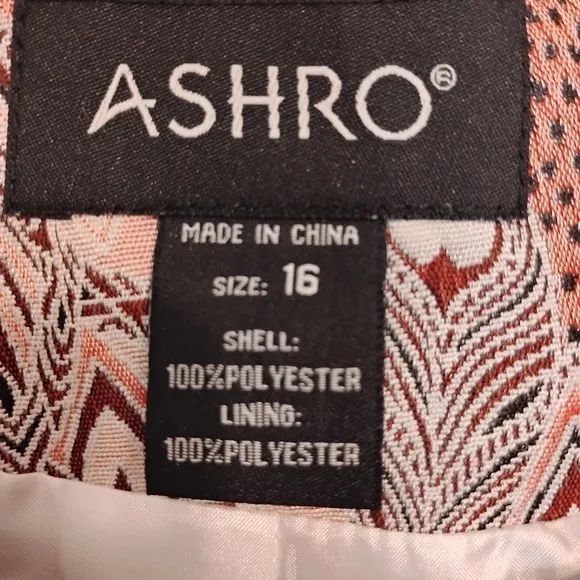 ASHRO®
MADE IN CHINA
SIZE: 16
SHELL:
100%POLYESTER
LINING:
100%POLYESTER